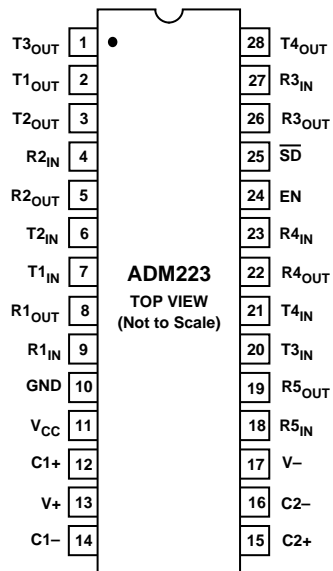 T3OUT 1 28 T4OUT
T1OUT 2 27 R3IN
T2OUT 3 26 R3OUT
R2IN 4 25 S̅D̅
R2OUT 5 24 EN
T2IN 6 23 R4IN
T1IN 7 ADM223 22 R4OUT
R1OUT 8 TOP VIEW 21 T4IN
R1IN 9 (Not to Scale) 20 T3IN
GND 10 19 R5OUT
VCC 11 18 R5IN
C1+ 12 17 V–
V+ 13 16 C2–
C1– 14 15 C2+